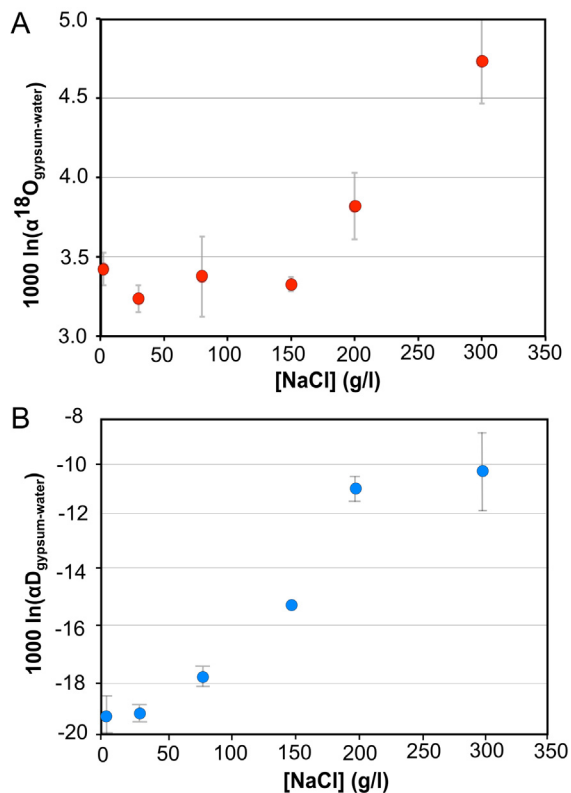 A
1000 ln(α18Ogypsum-water)
5.0
4.5
4.0
3.5
3.0
0 50 100 150 200 250 300 350
[NaCl] (g/l)
B
1000 ln(αDgypsum-water)
-8
-10
-12
-14
-16
-18
-20
0 50 100 150 200 250 300 350
[NaCl] (g/l)